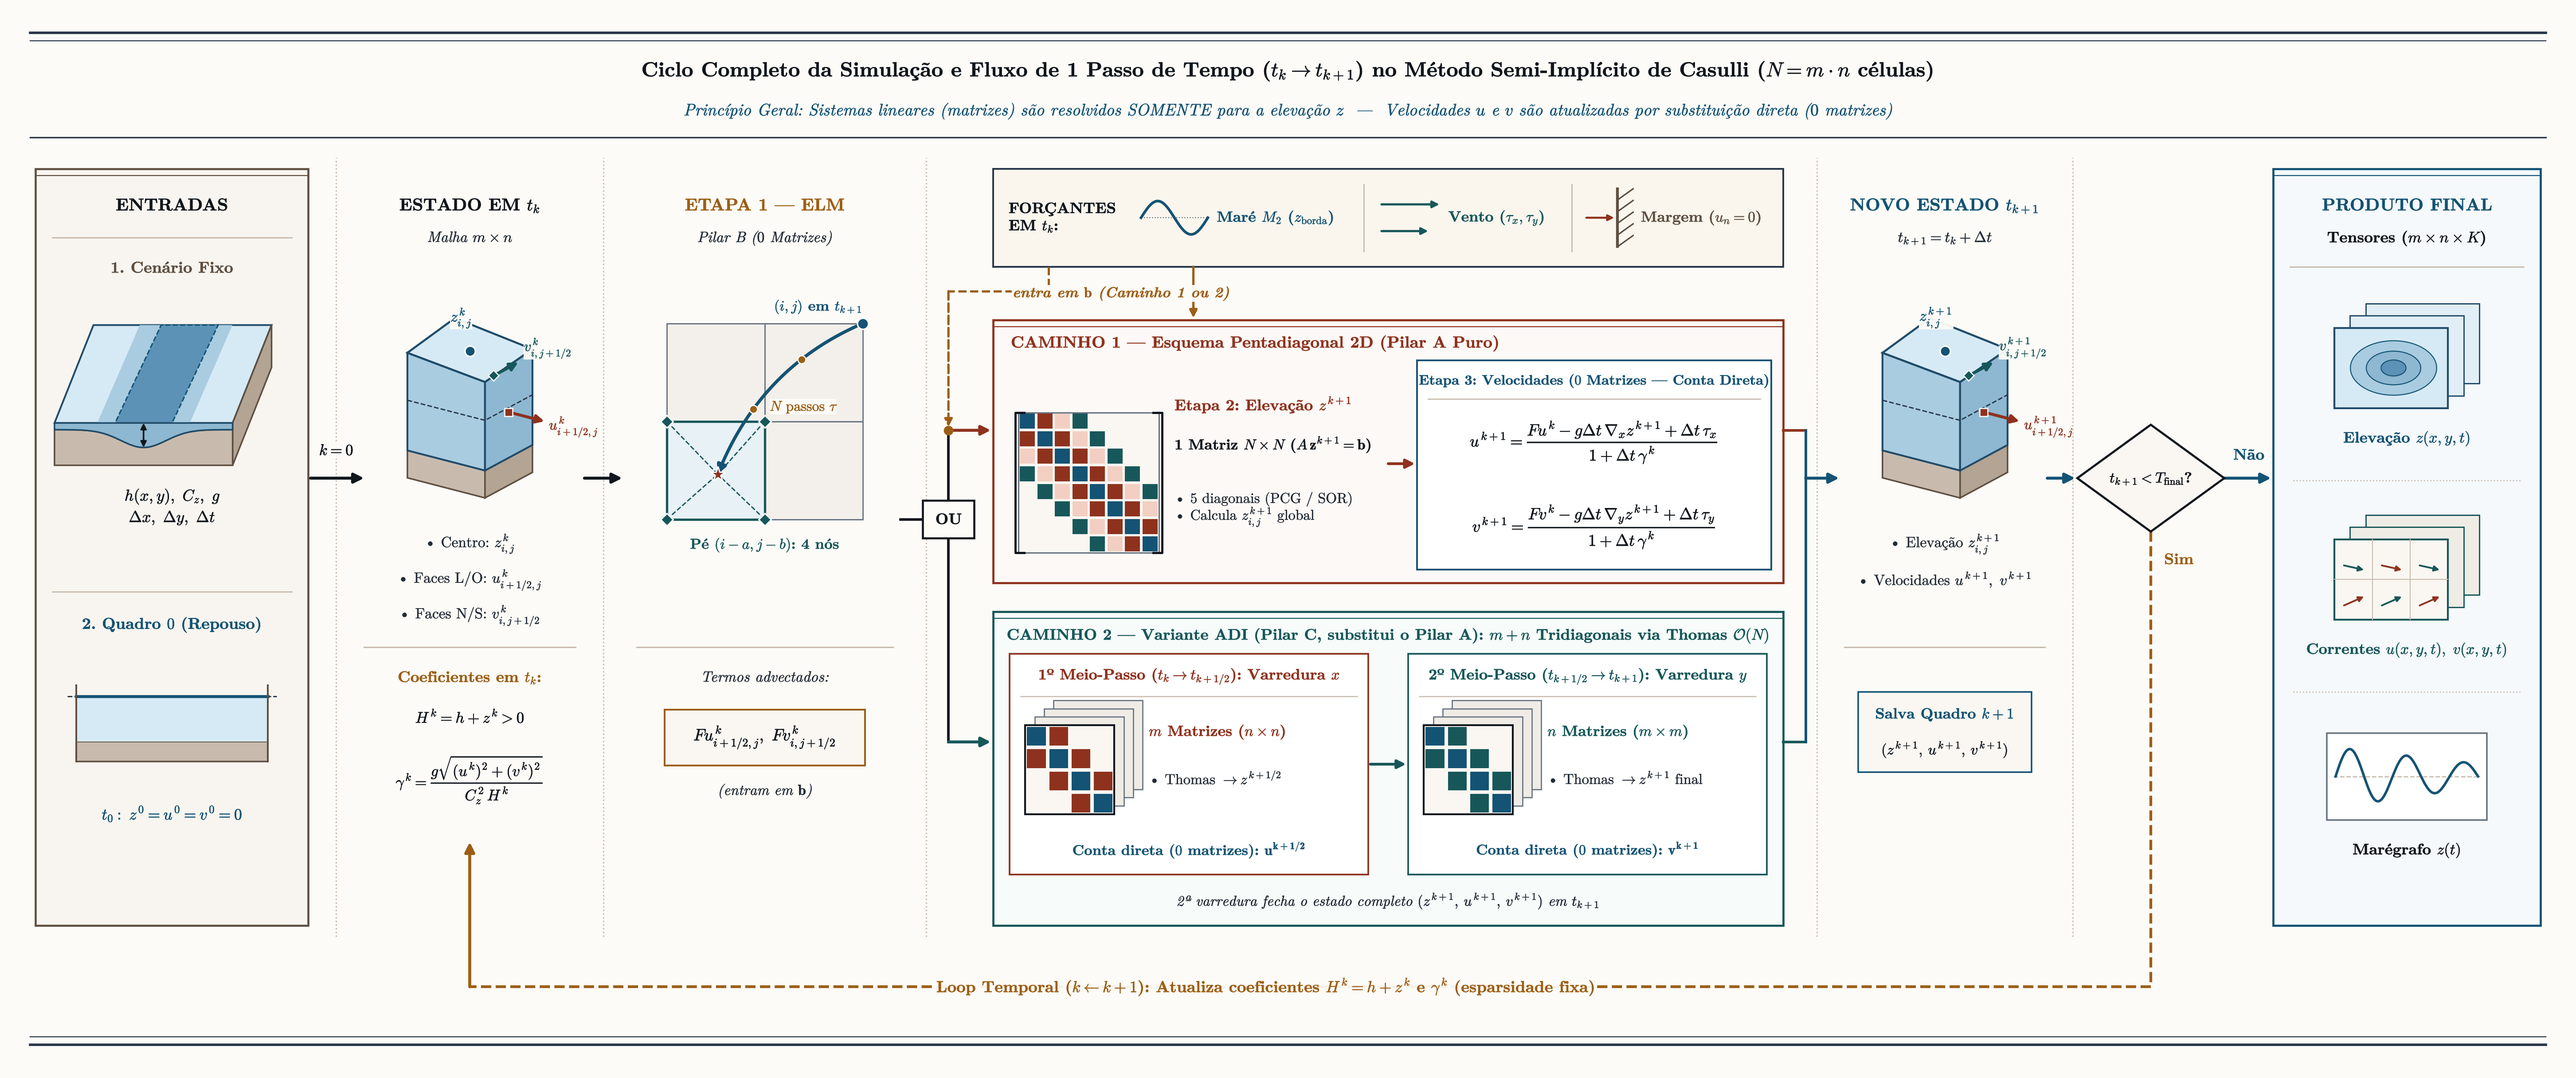 Ciclo Completo da Simulação e Fluxo de 1 Passo de Tempo (t_k → t_{k+1}) no Método Semi-Implícito de Casulli (N = m · n células)
Princípio Geral: Sistemas lineares (matrizes) são resolvidos SOMENTE para a elevação z — Velocidades u e v são atualizadas por substituição direta (0 matrizes)
ENTRADAS
1. Cenário Fixo
h(x, y), C_z, g
Δx, Δy, Δt
2. Quadro 0 (Repouso)
t_0 : z^0 = u^0 = v^0 = 0
k = 0
ESTADO EM t_k
Malha m × n
z^k_{i,j}
v^k_{i,j+1/2}
u^k_{i+1/2,j}
• Centro: z^k_{i,j}
• Faces L/O: u^k_{i+1/2,j}
• Faces N/S: v^k_{i,j+1/2}
Coeficientes em t_k:
H^k = h + z^k > 0
γ^k = g√((u^k)^2 + (v^k)^2) / (C_z^2 H^k)
ETAPA 1 — ELM
Pilar B (0 Matrizes)
(i, j) em t_{k+1}
N passos τ
Pé (i − a, j − b): 4 nós
Termos advectados:
Fu^k_{i+1/2,j}, Fv^k_{i,j+1/2}
(entram em b)
OU
FORÇANTES
EM t_k:
Maré M_2 (z_borda)
Vento (τ_x, τ_y)
Margem (u_n = 0)
entra em b (Caminho 1 ou 2)
CAMINHO 1 — Esquema Pentadiagonal 2D (Pilar A Puro)
Etapa 2: Elevação z^{k+1}
1 Matriz N × N (A z^{k+1} = b)
• 5 diagonais (PCG / SOR)
• Calcula z^{k+1}_{i,j} global
Etapa 3: Velocidades (0 Matrizes — Conta Direta)
u^{k+1} = (Fu^k − gΔt ∇_x z^{k+1} + Δt τ_x) / (1 + Δt γ^k)
v^{k+1} = (Fv^k − gΔt ∇_y z^{k+1} + Δt τ_y) / (1 + Δt γ^k)
CAMINHO 2 — Variante ADI (Pilar C, substitui o Pilar A): m + n Tridiagonais via Thomas O(N)
1º Meio-Passo (t_k → t_{k+1/2}): Varredura x
m Matrizes (n × n)
• Thomas → z^{k+1/2}
Conta direta (0 matrizes): u^{k+1/2}
2º Meio-Passo (t_{k+1/2} → t_{k+1}): Varredura y
n Matrizes (m × m)
• Thomas → z^{k+1} final
Conta direta (0 matrizes): v^{k+1}
2ª varredura fecha o estado completo (z^{k+1}, u^{k+1}, v^{k+1}) em t_{k+1}
NOVO ESTADO t_{k+1}
t_{k+1} = t_k + Δt
z^{k+1}_{i,j}
v^{k+1}_{i,j+1/2}
u^{k+1}_{i+1/2,j}
• Elevação z^{k+1}_{i,j}
• Velocidades u^{k+1}, v^{k+1}
Salva Quadro k + 1
(z^{k+1}, u^{k+1}, v^{k+1})
t_{k+1} < T_final?
Não
Sim
PRODUTO FINAL
Tensores (m × n × K)
Elevação z(x, y, t)
Correntes u(x, y, t), v(x, y, t)
Marégrafo z(t)
Loop Temporal (k ← k + 1): Atualiza coeficientes H^k = h + z^k e γ^k (esparsidade fixa)